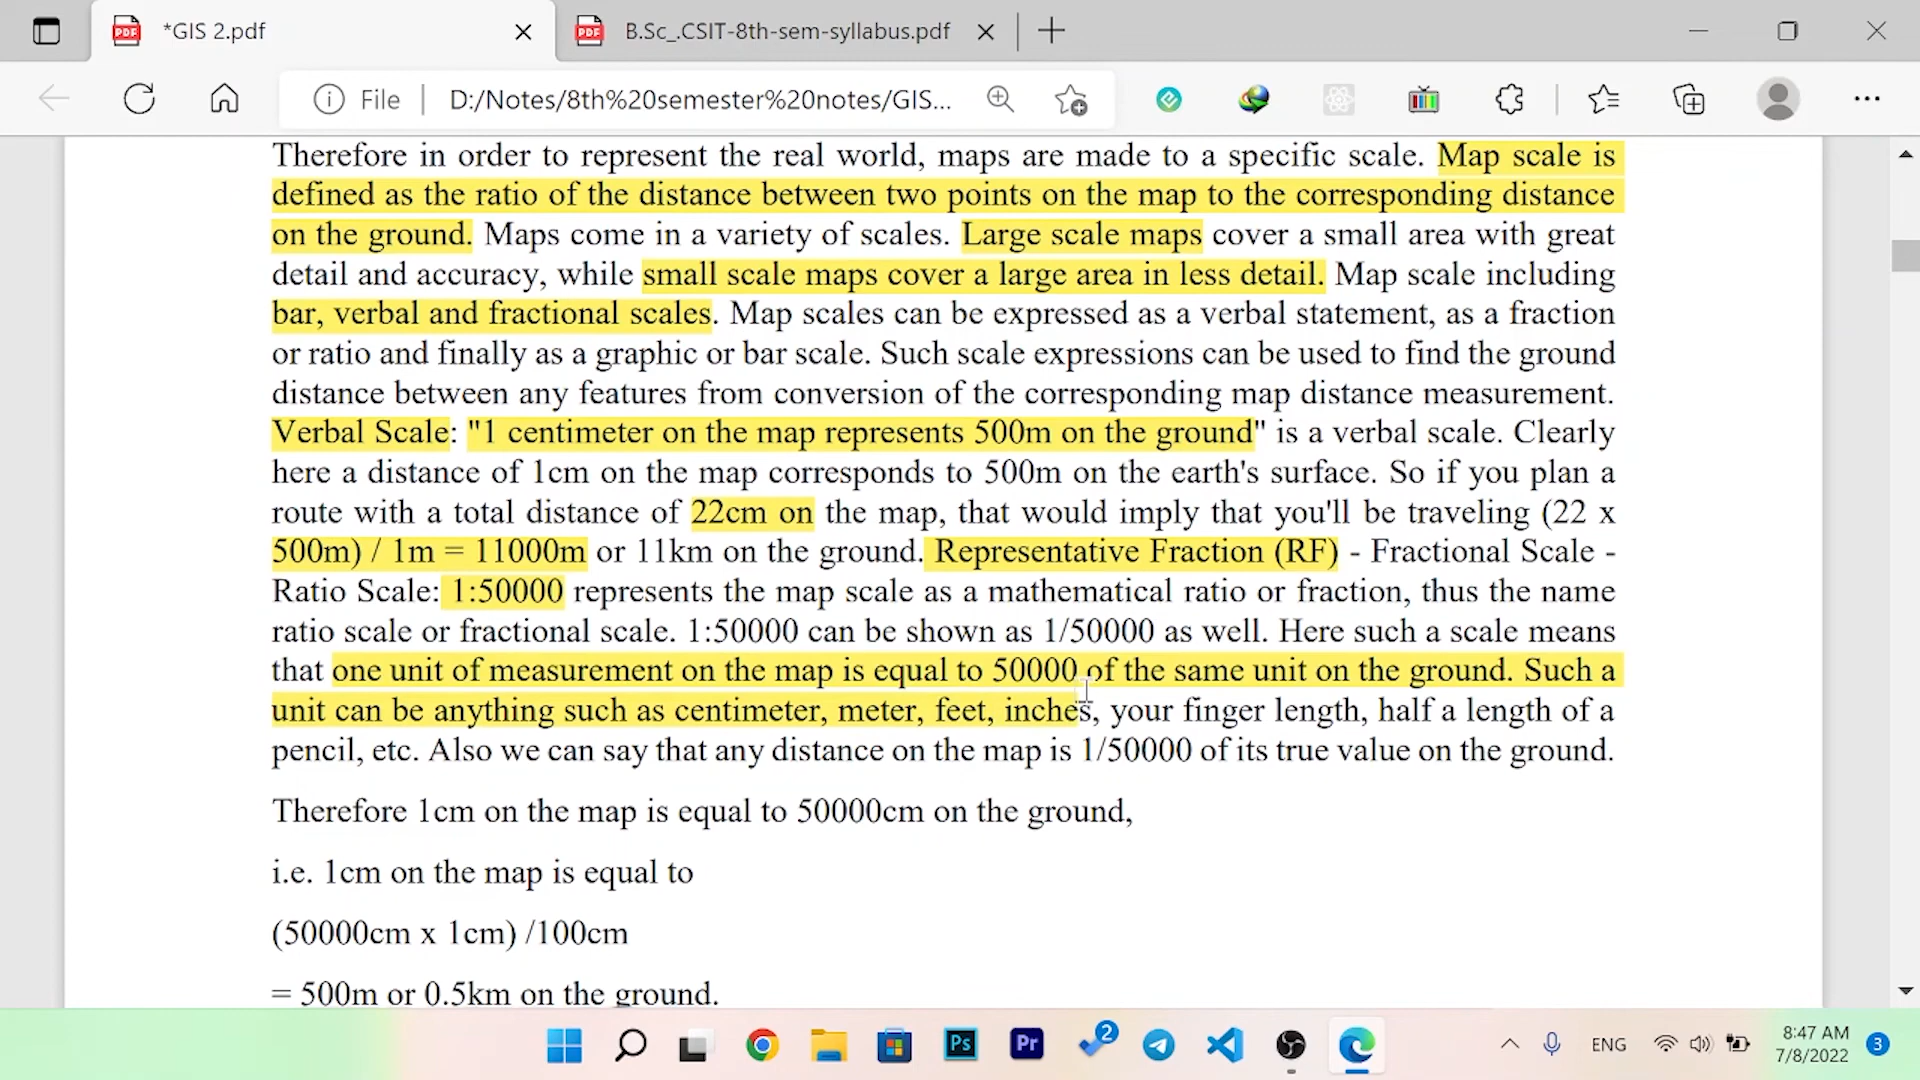 *GIS 2.pdf
B.Sc_.CSIT-8th-sem-syllabus.pdf
File
D:/Notes/8th%20semester%20notes/GIS...
Therefore in order to represent the real world, maps are made to a specific scale. Map scale is
defined as the ratio of the distance between two points on the map to the corresponding distance
on the ground. Maps come in a variety of scales. Large scale maps cover a small area with great
detail and accuracy, while small scale maps cover a large area in less detail. Map scale including
bar, verbal and fractional scales. Map scales can be expressed as a verbal statement, as a fraction
or ratio and finally as a graphic or bar scale. Such scale expressions can be used to find the ground
distance between any features from conversion of the corresponding map distance measurement.
Verbal Scale: "1 centimeter on the map represents 500m on the ground" is a verbal scale. Clearly
here a distance of 1cm on the map corresponds to 500m on the earth's surface. So if you plan a
route with a total distance of 22cm on the map, that would imply that you'll be traveling (22 x
500m) / 1m = 11000m or 11km on the ground. Representative Fraction (RF) - Fractional Scale -
Ratio Scale: 1:50000 represents the map scale as a mathematical ratio or fraction, thus the name
ratio scale or fractional scale. 1:50000 can be shown as 1/50000 as well. Here such a scale means
that one unit of measurement on the map is equal to 50000 of the same unit on the ground. Such a
unit can be anything such as centimeter, meter, feet, inches, your finger length, half a length of a
pencil, etc. Also we can say that any distance on the map is 1/50000 of its true value on the ground.
Therefore 1cm on the map is equal to 50000cm on the ground,
i.e. 1cm on the map is equal to
(50000cm x 1cm) /100cm
= 500m or 0.5km on the ground.
Ps
Pr
2
ENG
8:47 AM
7/8/2022
3